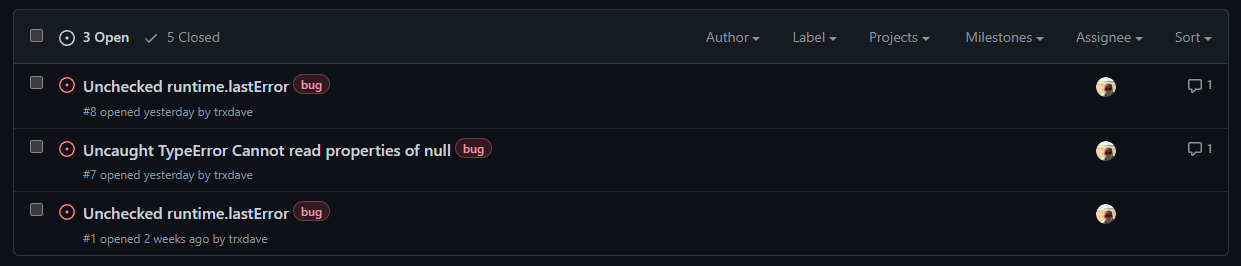 3 Open 5 Closed Author Label Projects Milestones Assignee Sort
Unchecked runtime.lastError bug 1
#8 opened yesterday by trxdave
Uncaught TypeError Cannot read properties of null bug 1
#7 opened yesterday by trxdave
Unchecked runtime.lastError bug
#1 opened 2 weeks ago by trxdave